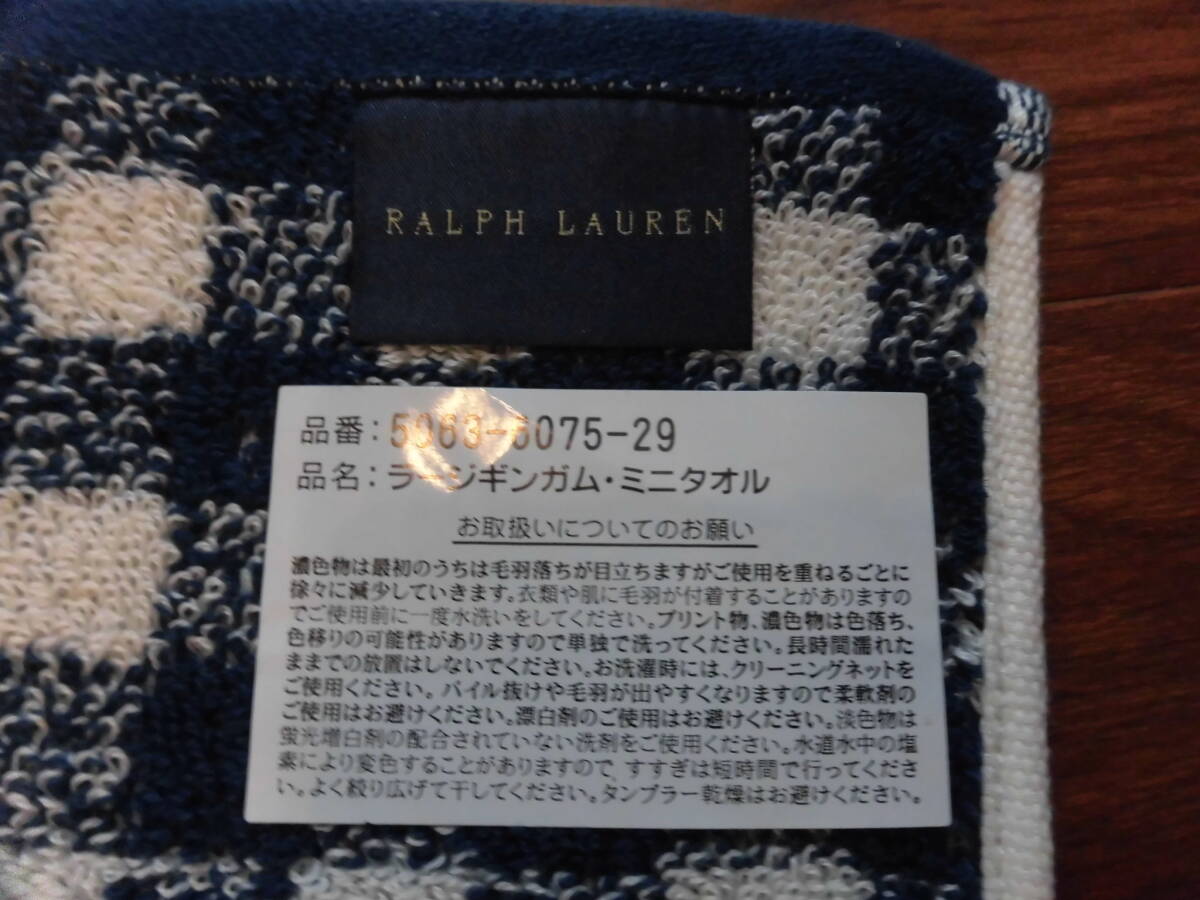 RALPH LAUREN
品番:5063-6075-29
品名:ラージギンガム・ミニタオル
お取扱いについてのお願い
濃色物は最初のうちは毛羽落ちが目立ちますがご使用を重ねるごとに
徐々に減少していきます。衣類や肌に毛羽が付着することがありますの
でご使用前に一度水洗いをしてください。プリント物、濃色物は色落ち、
色移りの可能性がありますので単独で洗ってください。長時間濡れた
ままでの放置はしないでください。お洗濯時には、クリーニングネットを
ご使用ください。パイル抜けや毛羽が出やすくなりますので柔軟剤の
ご使用はお避けください。漂白剤のご使用はお避けください。淡色物は
蛍光増白剤の配合されていない洗剤をご使用ください。水道水中の塩
素により変色することがありますので、すすぎは短時間で行ってくださ
い。よく絞り広げて干してください。タンブラー乾燥はお避けください。